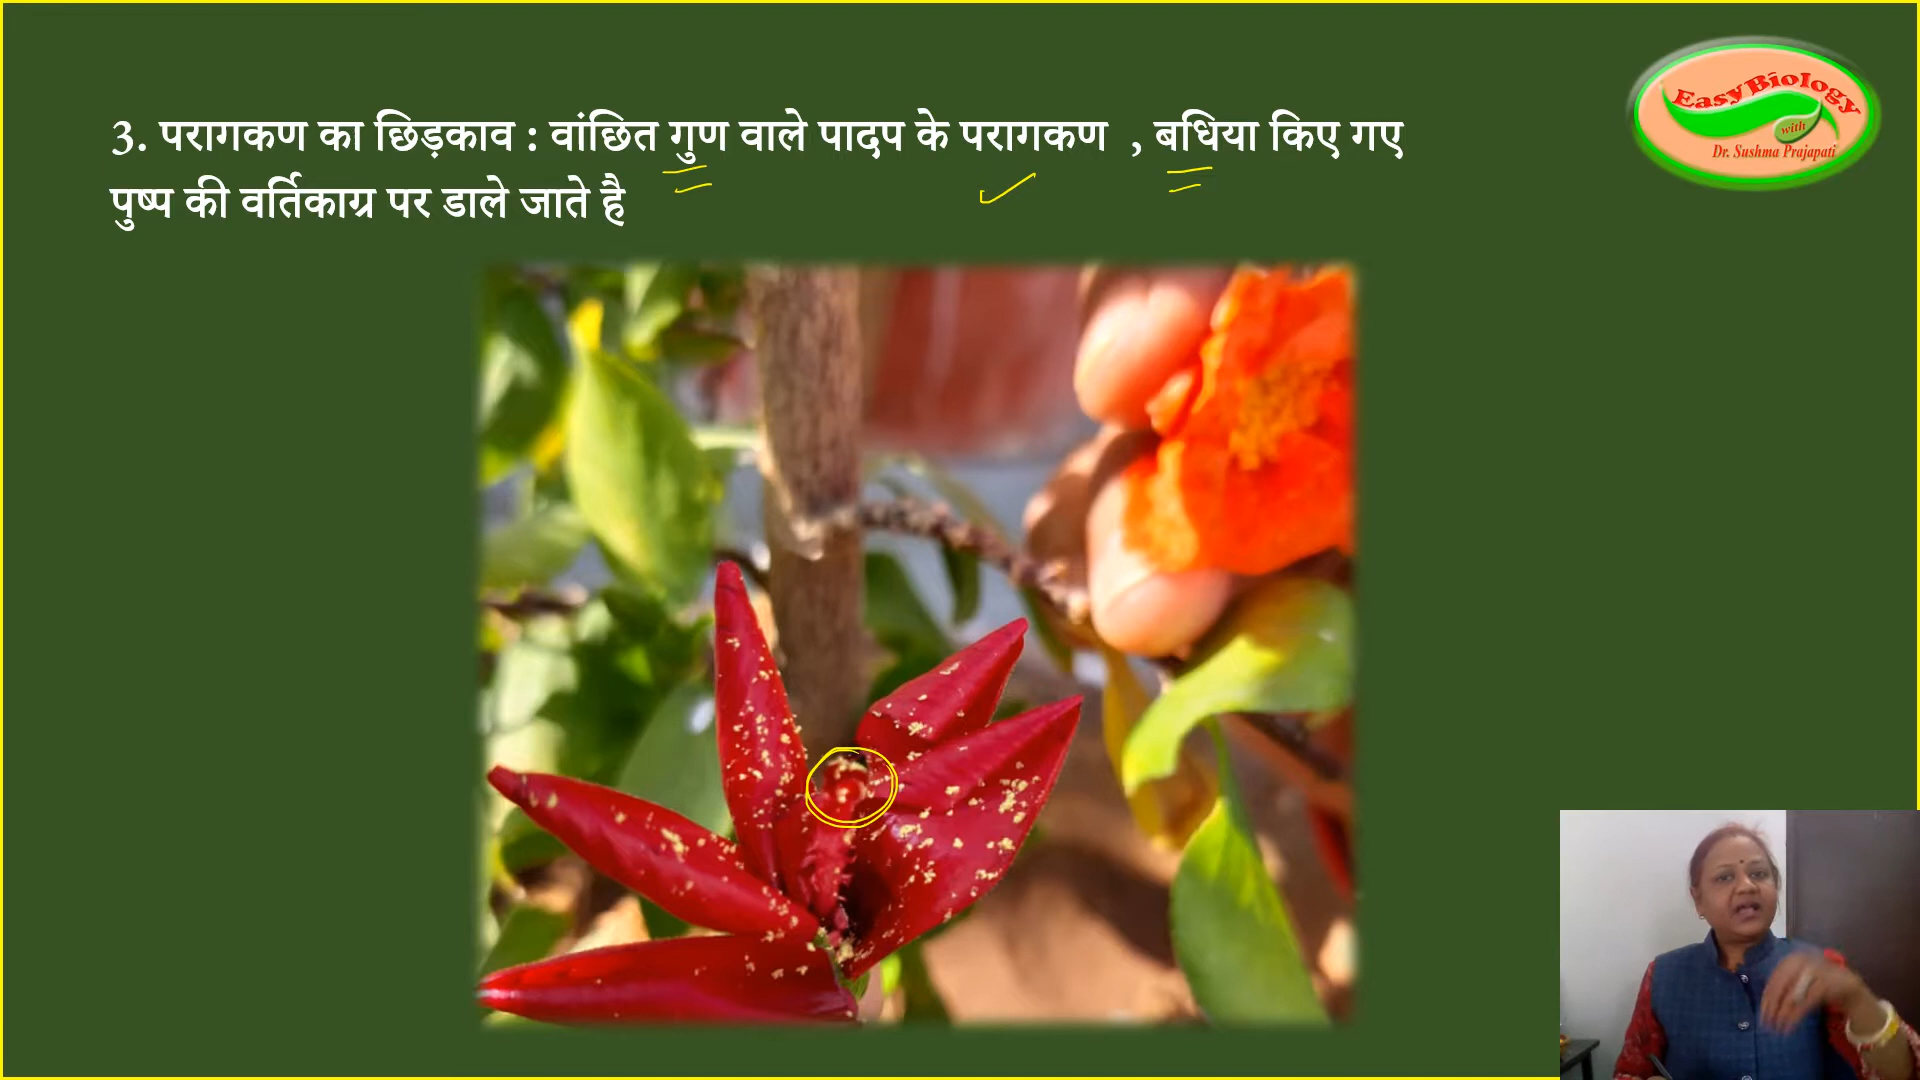 3. परागकण का छिड़काव : वांछित गुण वाले पादप के परागकण , बधिया किए गए
पुष्प की वर्तिकाग्र पर डाले जाते है
EasyBiology
with
Dr. Sushma Prajapati